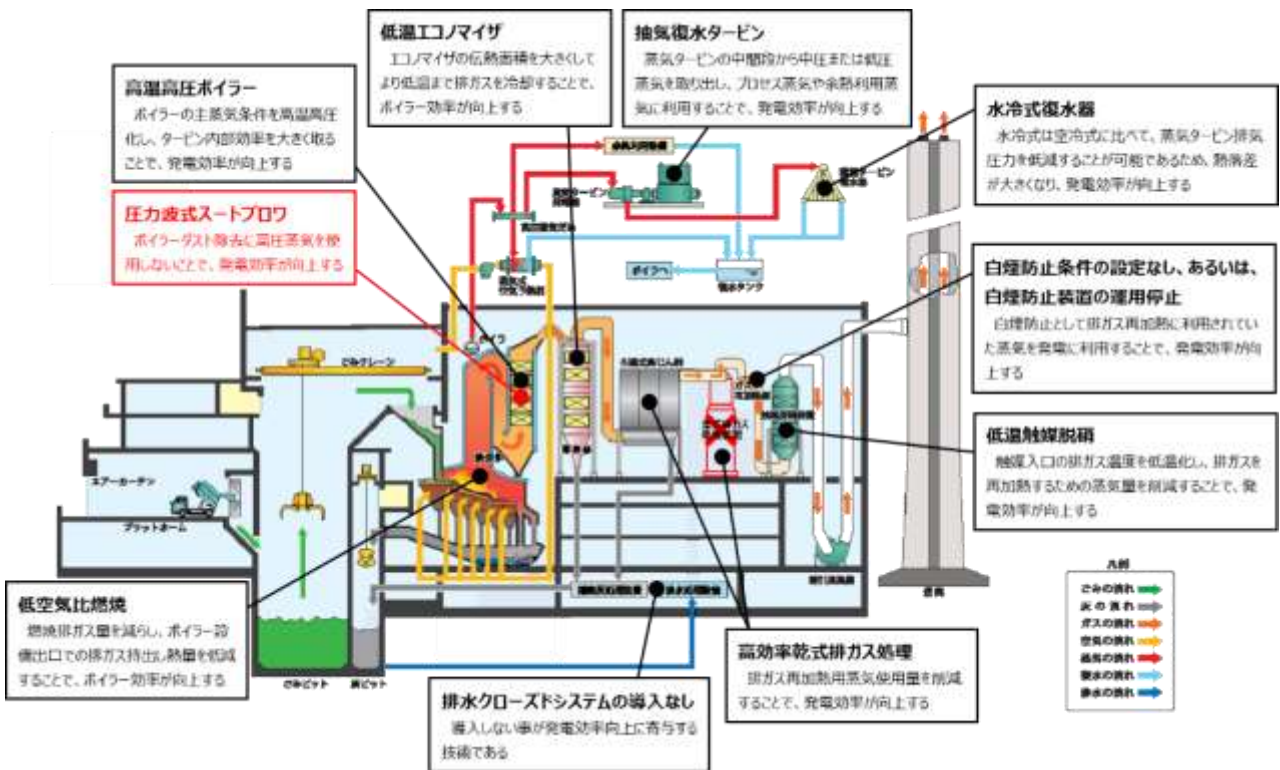 低温エコノマイザ
エコノマイザの伝熱面積を大きくして
より低温まで排ガスを冷却することで、
ボイラー効率が向上する
抽気復水タービン
蒸気タービンの中間段から中圧または低圧
蒸気を取り出し、プロセス蒸気や余熱利用蒸
気に利用することで、発電効率が向上する
高温高圧ボイラー
ボイラーの主蒸気条件を高温高圧
化し、タービン内部効率を大きく取る
ことで、発電効率が向上する
水冷式復水器
水冷式は空冷式に比べて、蒸気タービン排気
圧力を低減することが可能であるため、熱落差
が大きくなり、発電効率が向上する
圧力波式スートブロワ
ボイラーダスト除去に高圧蒸気を使
用しないことで、発電効率が向上する
白煙防止条件の設定なし、あるいは、
白煙防止装置の運用停止
白煙防止として排ガス再加熱に利用されてい
た蒸気を発電に利用することで、発電効率が向
上する
低温触媒脱硝
触媒入口の排ガス温度を低温化し、排ガスを
再加熱するための蒸気量を削減することで、発
電効率が向上する
ボイラへ
復水タンク
ボイラ
ごみクレーン
エアーカーテン
プラットホーム
低空気比燃焼
燃焼排ガス量を減らし、ボイラー設
備出口での排ガス持出し熱量を低減
することで、ボイラー効率が向上する
ごみピット
灰ピット
排水クローズドシステムの導入なし
導入しない事が発電効率向上に寄与する
技術である
高効率乾式排ガス処理
排ガス再加熱用蒸気使用量を削減
することで、発電効率が向上する
煙突
凡例
ごみの流れ
灰の流れ
ガスの流れ
空気の流れ
蒸気の流れ
復水の流れ
排水の流れ